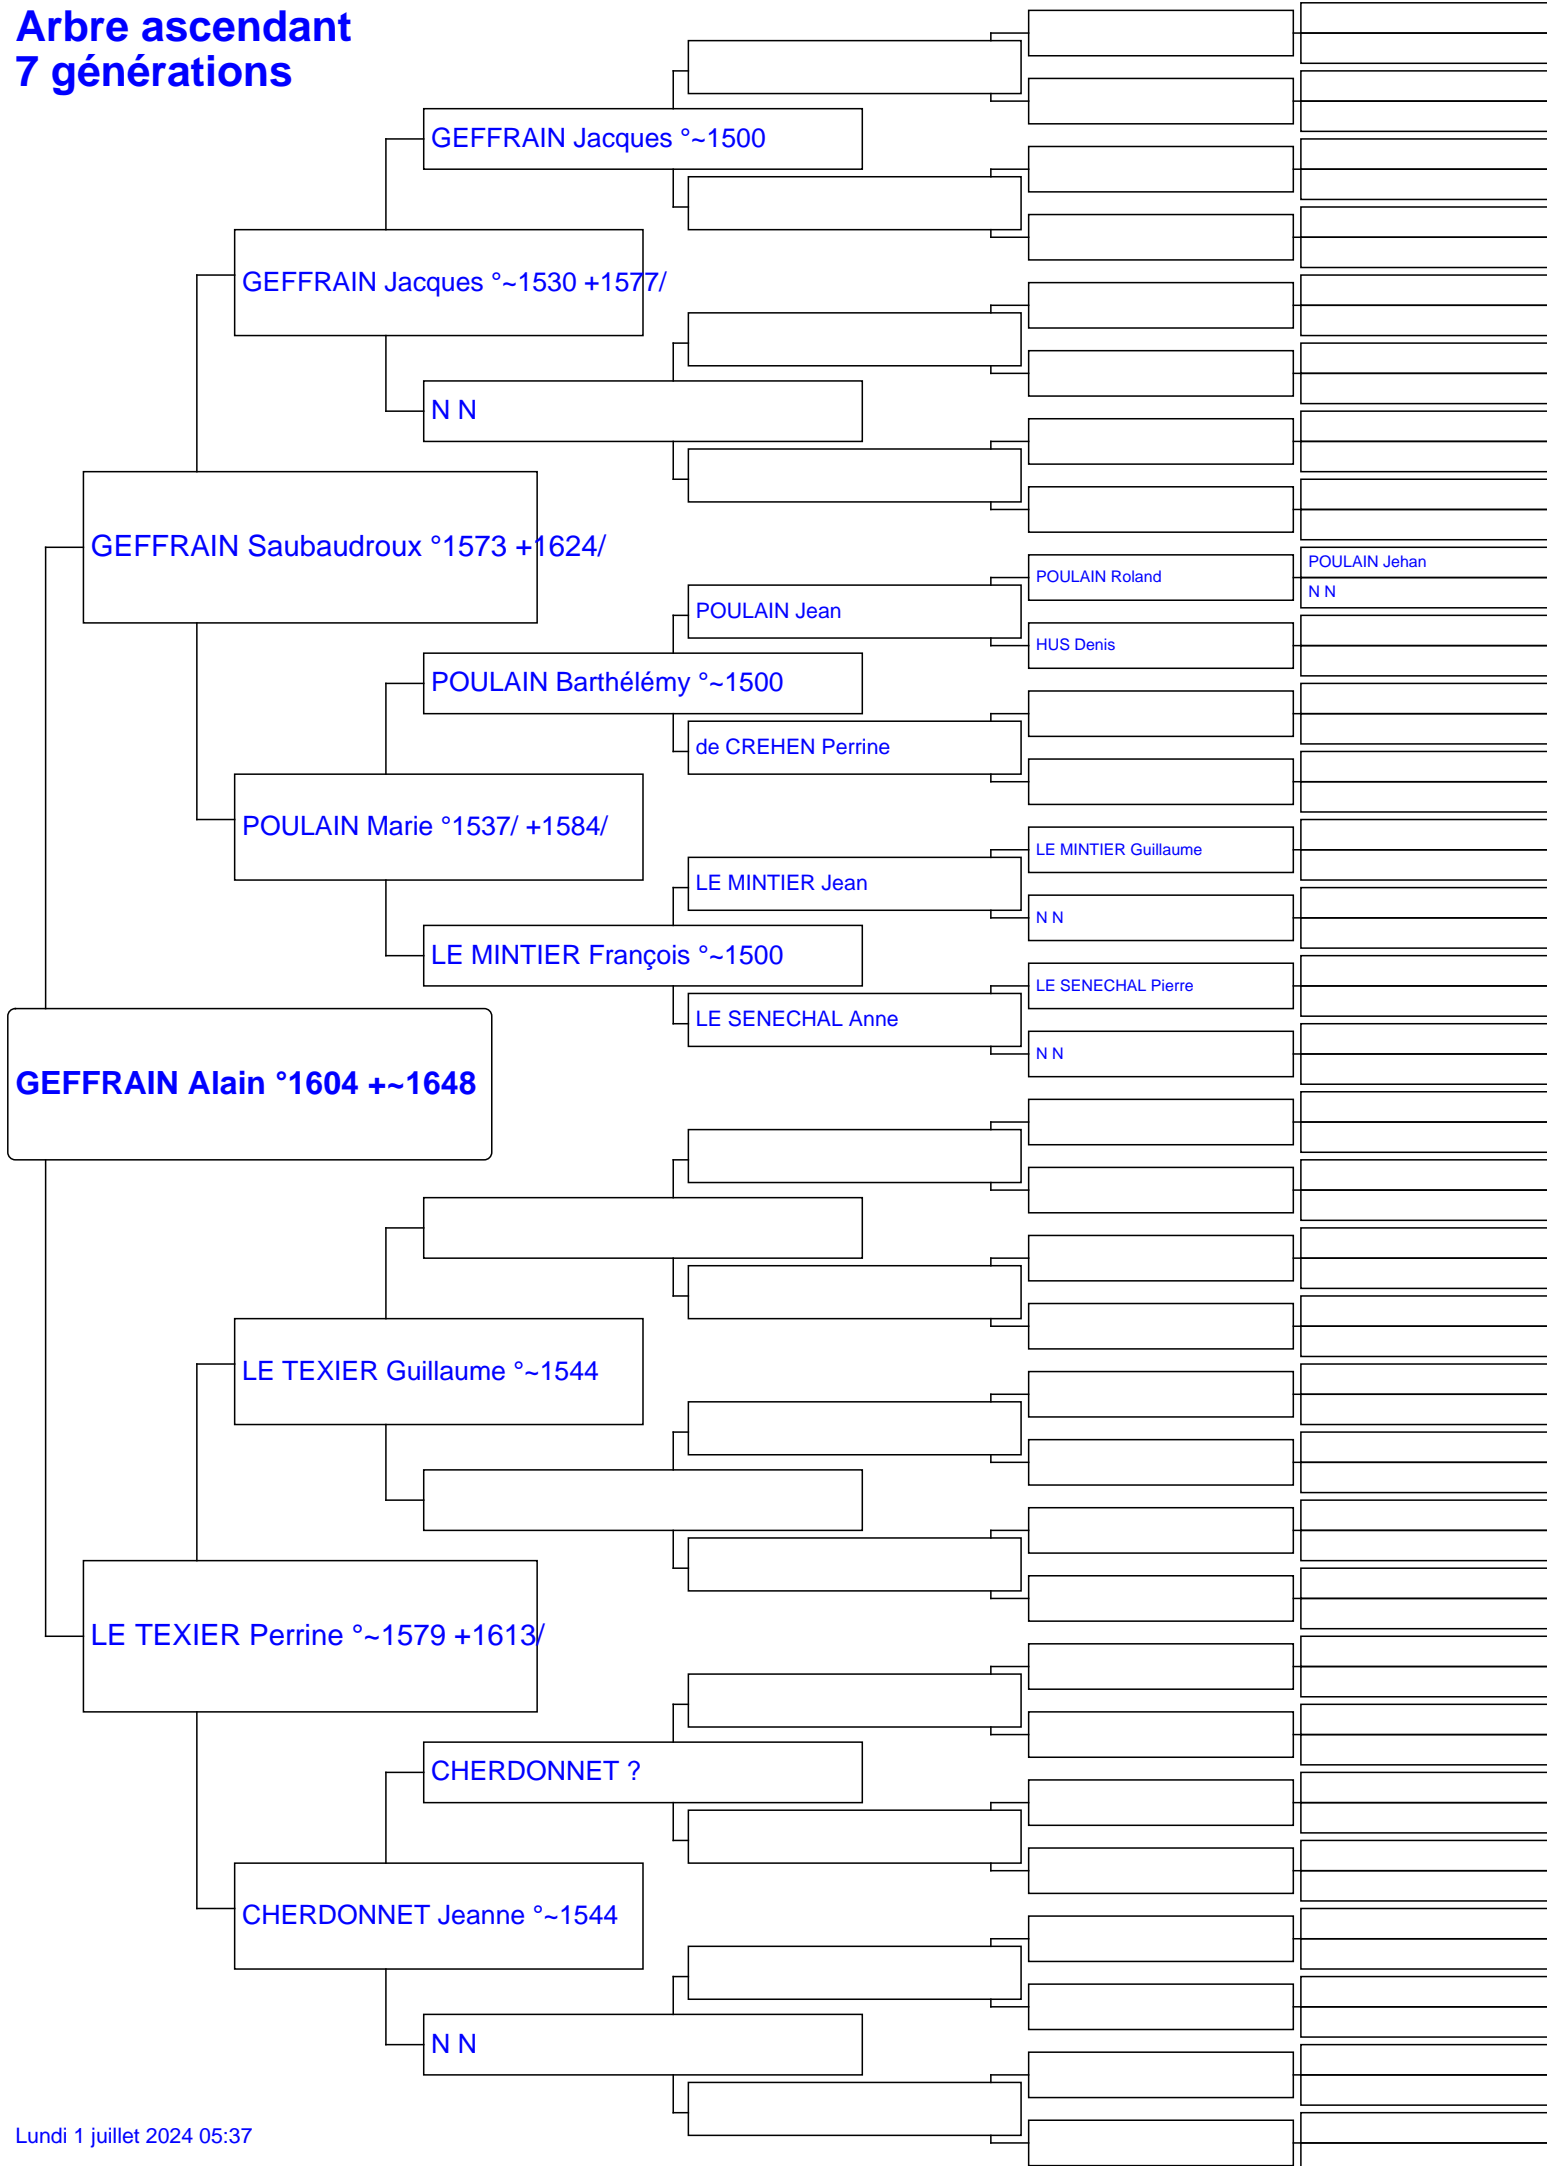 Arbre ascendant
7 générations
GEFFRAIN Jacques °~1500
GEFFRAIN Jacques °~1530 +1577/
N N
GEFFRAIN Saubaudroux °1573 +1624/
POULAIN Jehan
POULAIN Roland
N N
POULAIN Jean
HUS Denis
POULAIN Barthélémy °~1500
de CREHEN Perrine
POULAIN Marie °1537/ +1584/
LE MINTIER Guillaume
LE MINTIER Jean
N N
LE MINTIER François °~1500
LE SENECHAL Pierre
LE SENECHAL Anne
N N
GEFFRAIN Alain °1604 +~1648
LE TEXIER Guillaume °~1544
LE TEXIER Perrine °~1579 +1613/
CHERDONNET ?
CHERDONNET Jeanne °~1544
N N
Lundi 1 juillet 2024 05:37